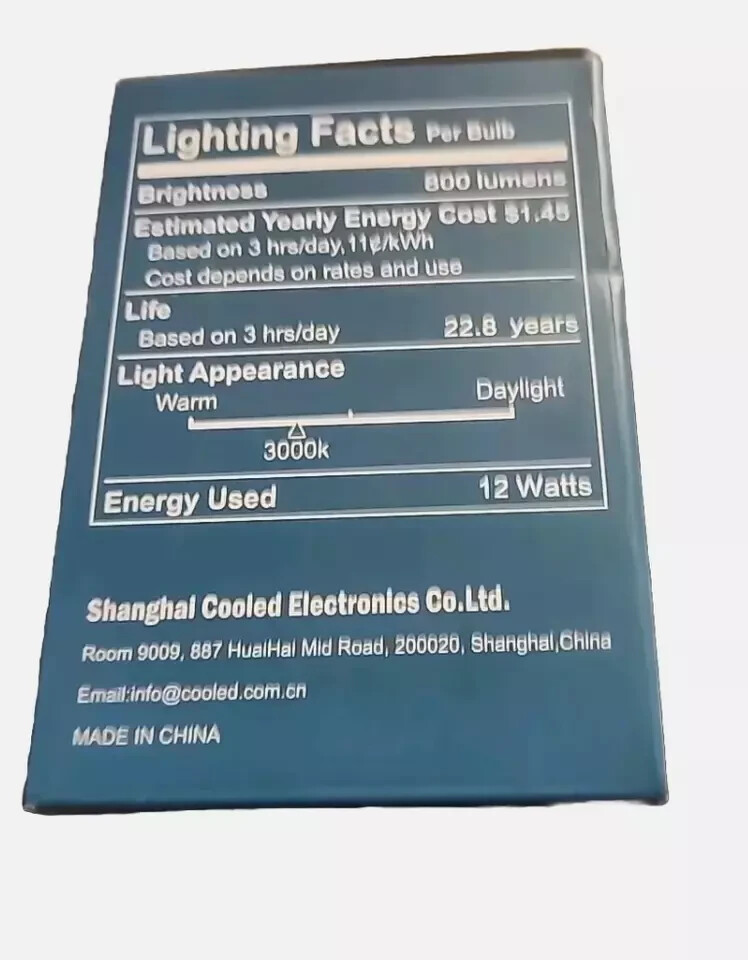 Lighting Facts Per Bulb
Brightness 800 lumens
Estimated Yearly Energy Cost $1.45
Based on 3 hrs/day, 11¢/kWh
Cost depends on rates and use
Life
Based on 3 hrs/day 22.8 years
Light Appearance
Warm Daylight
3000k
Energy Used 12 Watts
Shanghai Cooled Electronics Co.Ltd.
Room 9009, 887 HuaiHai Mid Road, 200020, Shanghai,China
Email:info@cooled.com.cn
MADE IN CHINA